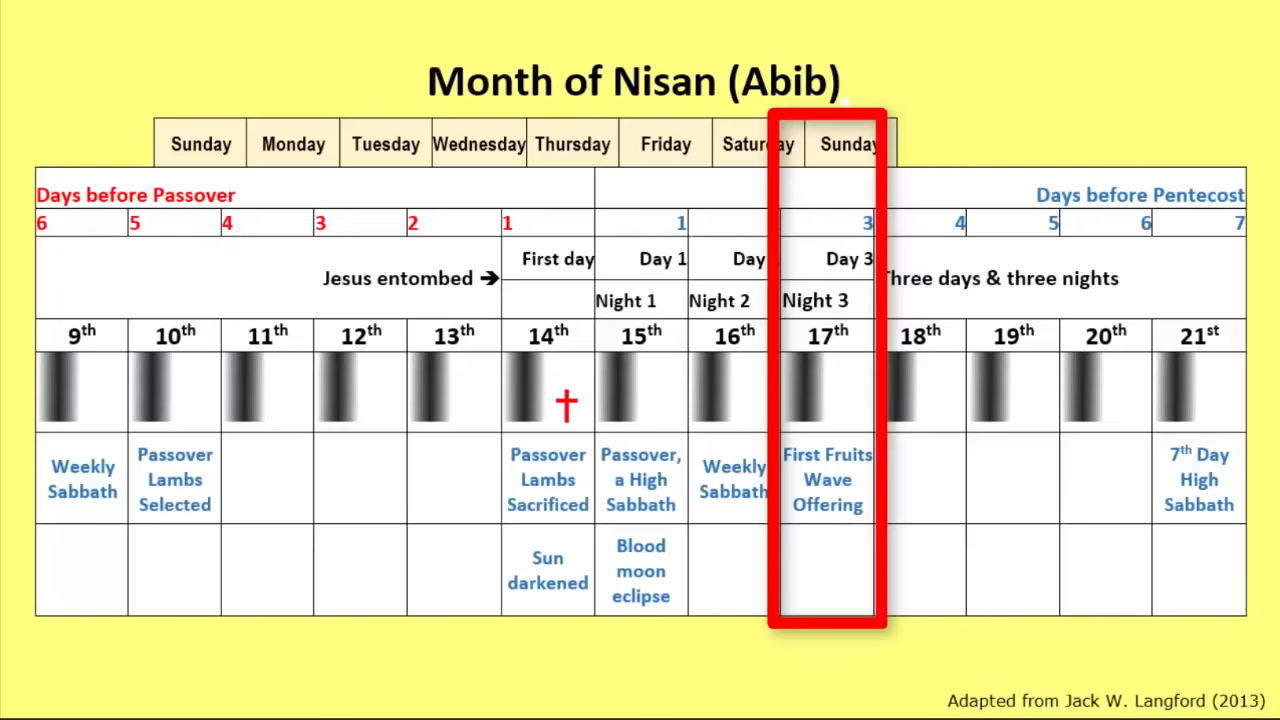 Month of Nisan (Abib)
Sunday Monday Tuesday Wednesday Thursday Friday Saturday Sunday
Days before Passover Days before Pentecost
6 5 4 3 2 1 1 3 4 5 6 7
First day Day 1 Day Day 3
Jesus entombed ➔ Three days & three nights
Night 1 Night 2 Night 3
9th 10th 11th 12th 13th 14th 15th 16th 17th 18th 19th 20th 21st
Weekly
Sabbath
Passover
Lambs
Selected
Passover
Lambs
Sacrificed
Passover,
a High
Sabbath
Weekly
Sabbath
First Fruits
Wave
Offering
7th Day
High
Sabbath
Sun
darkened
Blood
moon
eclipse
Adapted from Jack W. Langford (2013)